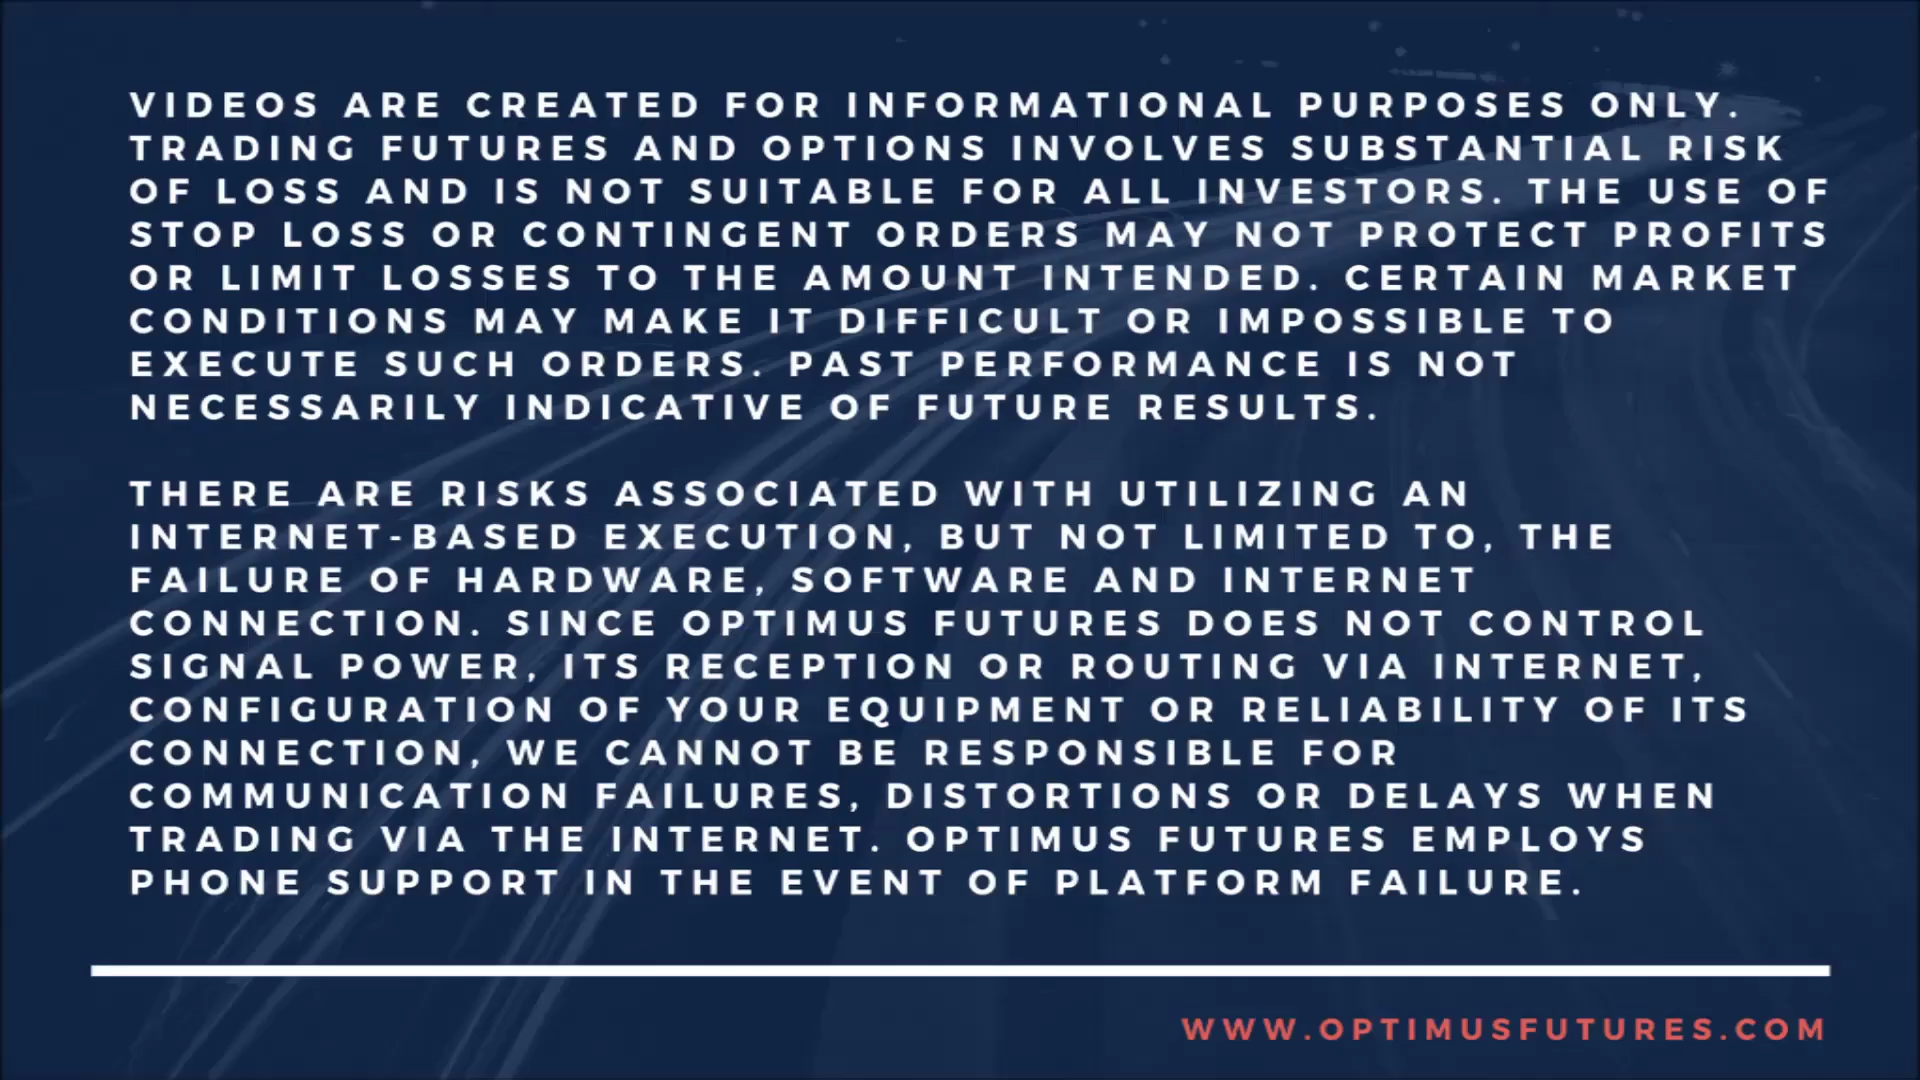 VIDEOS ARE CREATED FOR INFORMATIONAL PURPOSES ONLY.
TRADING FUTURES AND OPTIONS INVOLVES SUBSTANTIAL RISK
OF LOSS AND IS NOT SUITABLE FOR ALL INVESTORS. THE USE OF
STOP LOSS OR CONTINGENT ORDERS MAY NOT PROTECT PROFITS
OR LIMIT LOSSES TO THE AMOUNT INTENDED. CERTAIN MARKET
CONDITIONS MAY MAKE IT DIFFICULT OR IMPOSSIBLE TO
EXECUTE SUCH ORDERS. PAST PERFORMANCE IS NOT
NECESSARILY INDICATIVE OF FUTURE RESULTS.
THERE ARE RISKS ASSOCIATED WITH UTILIZING AN
INTERNET-BASED EXECUTION, BUT NOT LIMITED TO, THE
FAILURE OF HARDWARE, SOFTWARE AND INTERNET
CONNECTION. SINCE OPTIMUS FUTURES DOES NOT CONTROL
SIGNAL POWER, ITS RECEPTION OR ROUTING VIA INTERNET,
CONFIGURATION OF YOUR EQUIPMENT OR RELIABILITY OF ITS
CONNECTION, WE CANNOT BE RESPONSIBLE FOR
COMMUNICATION FAILURES, DISTORTIONS OR DELAYS WHEN
TRADING VIA THE INTERNET. OPTIMUS FUTURES EMPLOYS
PHONE SUPPORT IN THE EVENT OF PLATFORM FAILURE.
WWW.OPTIMUSFUTURES.COM